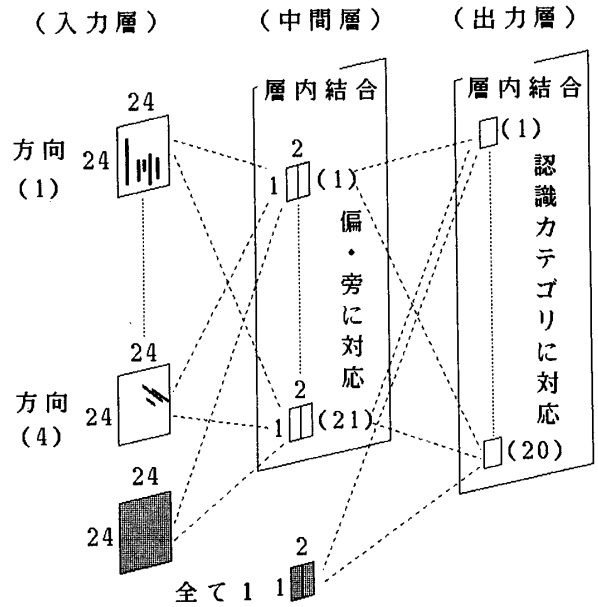 (入力層)
(中間層)
(出力層)
層内結合
層内結合
24
方向
24
(1)
2
1
(1)
(1)
偏・旁に対応
認識カテゴリに対応
24
方向
24
(4)
2
1
(21)
(20)
24
24
2
全て1
1